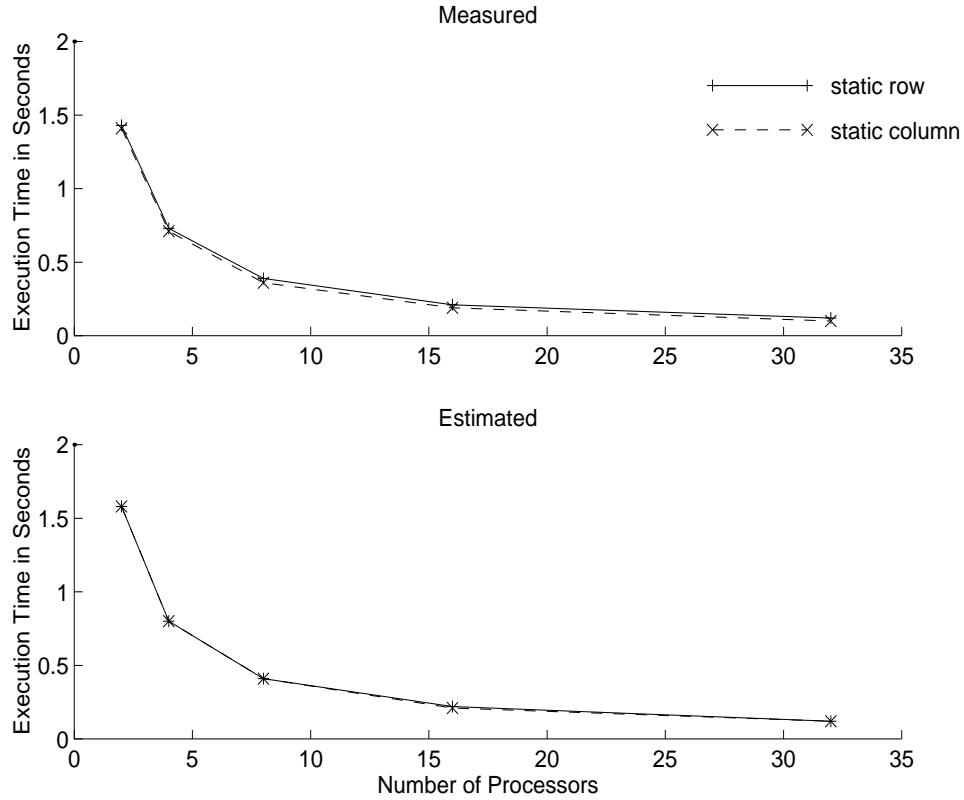 Measured
Execution Time in Seconds
2
1.5
1
0.5
0
0 5 10 15 20 25 30 35
static row
static column
Estimated
Execution Time in Seconds
2
1.5
1
0.5
0
0 5 10 15 20 25 30 35
Number of Processors